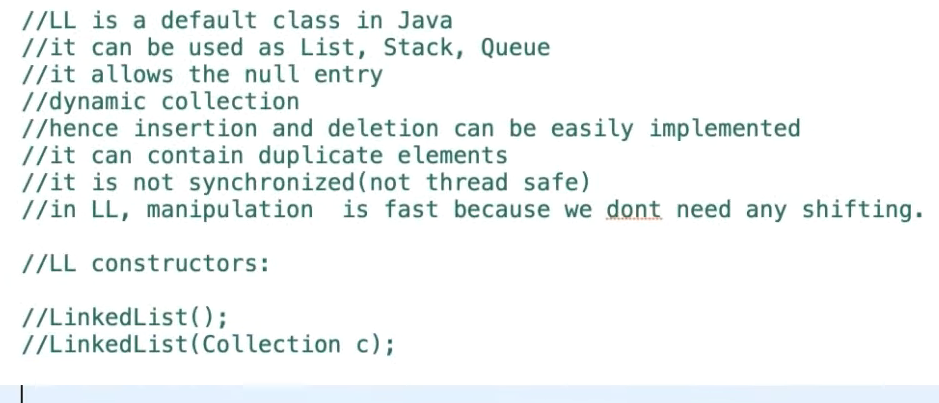 //LL is a default class in Java
//it can be used as List, Stack, Queue
//it allows the null entry
//dynamic collection
//hence insertion and deletion can be easily implemented
//it can contain duplicate elements
//it is not synchronized(not thread safe)
//in LL, manipulation  is fast because we dont need any shifting.
//LL constructors:
//LinkedList();
//LinkedList(Collection c);